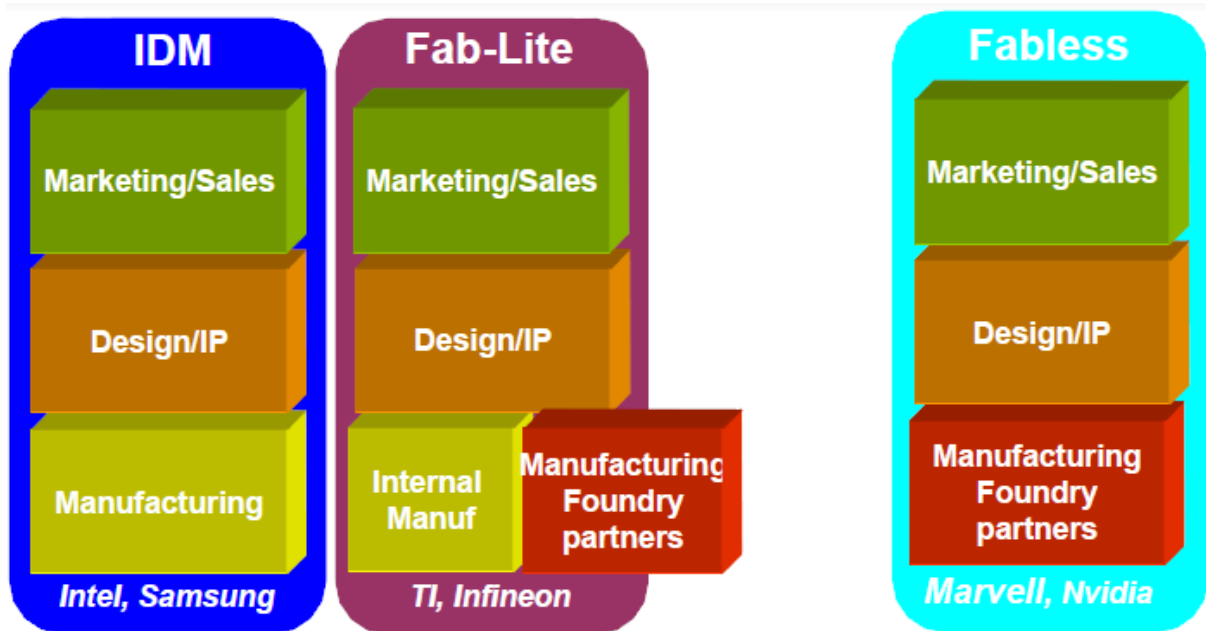 IDM
Marketing/Sales
Design/IP
Manufacturing
Intel, Samsung
Fab-Lite
Marketing/Sales
Design/IP
Internal
Manuf
Manufacturing
Foundry
partners
TI, Infineon
Fabless
Marketing/Sales
Design/IP
Manufacturing
Foundry
partners
Marvell, Nvidia